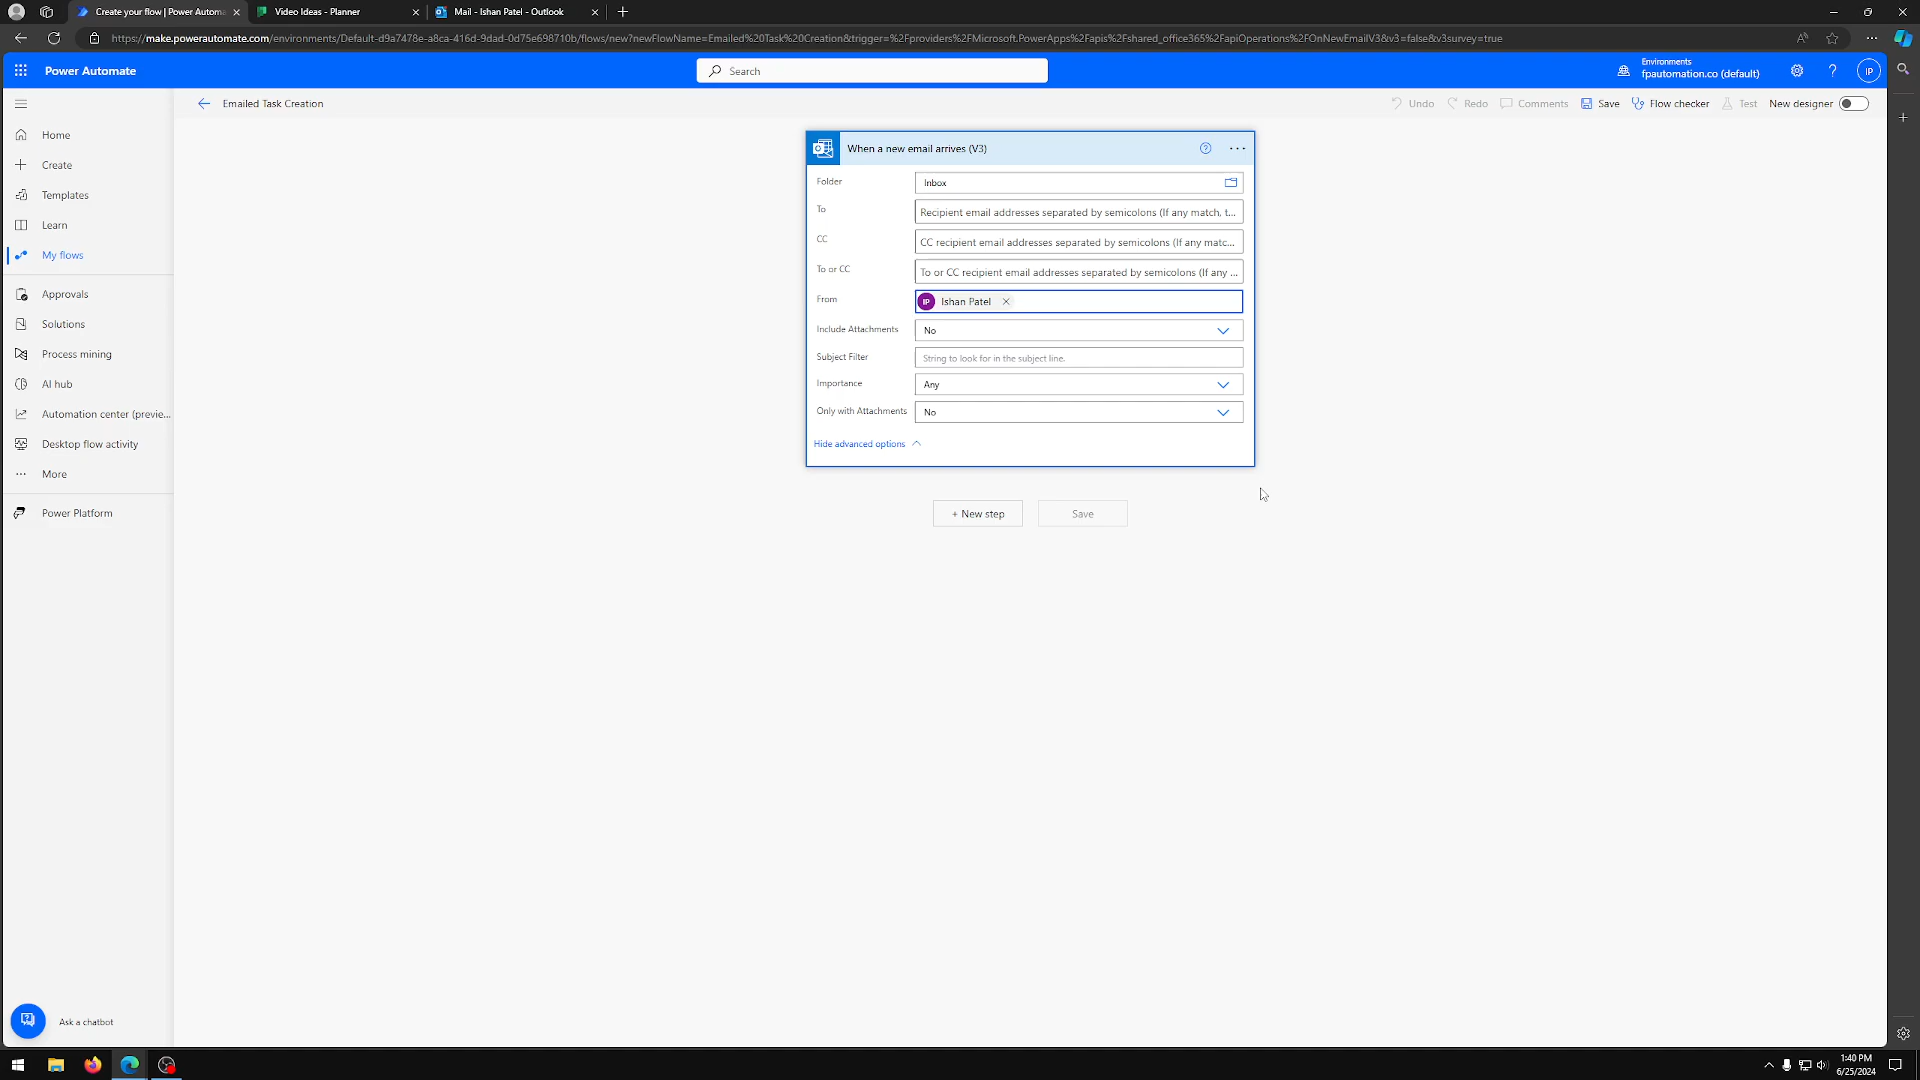 Create your flow | Power Automa
Video Ideas - Planner
Mail - Ishan Patel - Outlook
https://make.powerautomate.com/environments/Default-d9a7478e-a8ca-416d-9dad-0d75e698710b/flows/new?newFlowName=Emailed%20Task%20Creation&trigger=%2Fproviders%2FMicrosoft.PowerApps%2Fapis%2Fshared_office365%2FapiOperations%2FOnNewEmailV3&v3=false&v3survey=true
Power Automate
Search
Environments
fpautomation.co (default)
IP
Emailed Task Creation
Undo
Redo
Comments
Save
Flow checker
Test
New designer
Home
Create
Templates
Learn
My flows
Approvals
Solutions
Process mining
AI hub
Automation center (previe...
Desktop flow activity
More
Power Platform
When a new email arrives (V3)
Folder
Inbox
To
Recipient email addresses separated by semicolons (If any match, t...
CC
CC recipient email addresses separated by semicolons (If any matc...
To or CC
To or CC recipient email addresses separated by semicolons (If any ...
From
IP Ishan Patel
Include Attachments
No
Subject Filter
String to look for in the subject line.
Importance
Any
Only with Attachments
No
Hide advanced options
+ New step
Save
Ask a chatbot
1:40 PM
6/25/2024